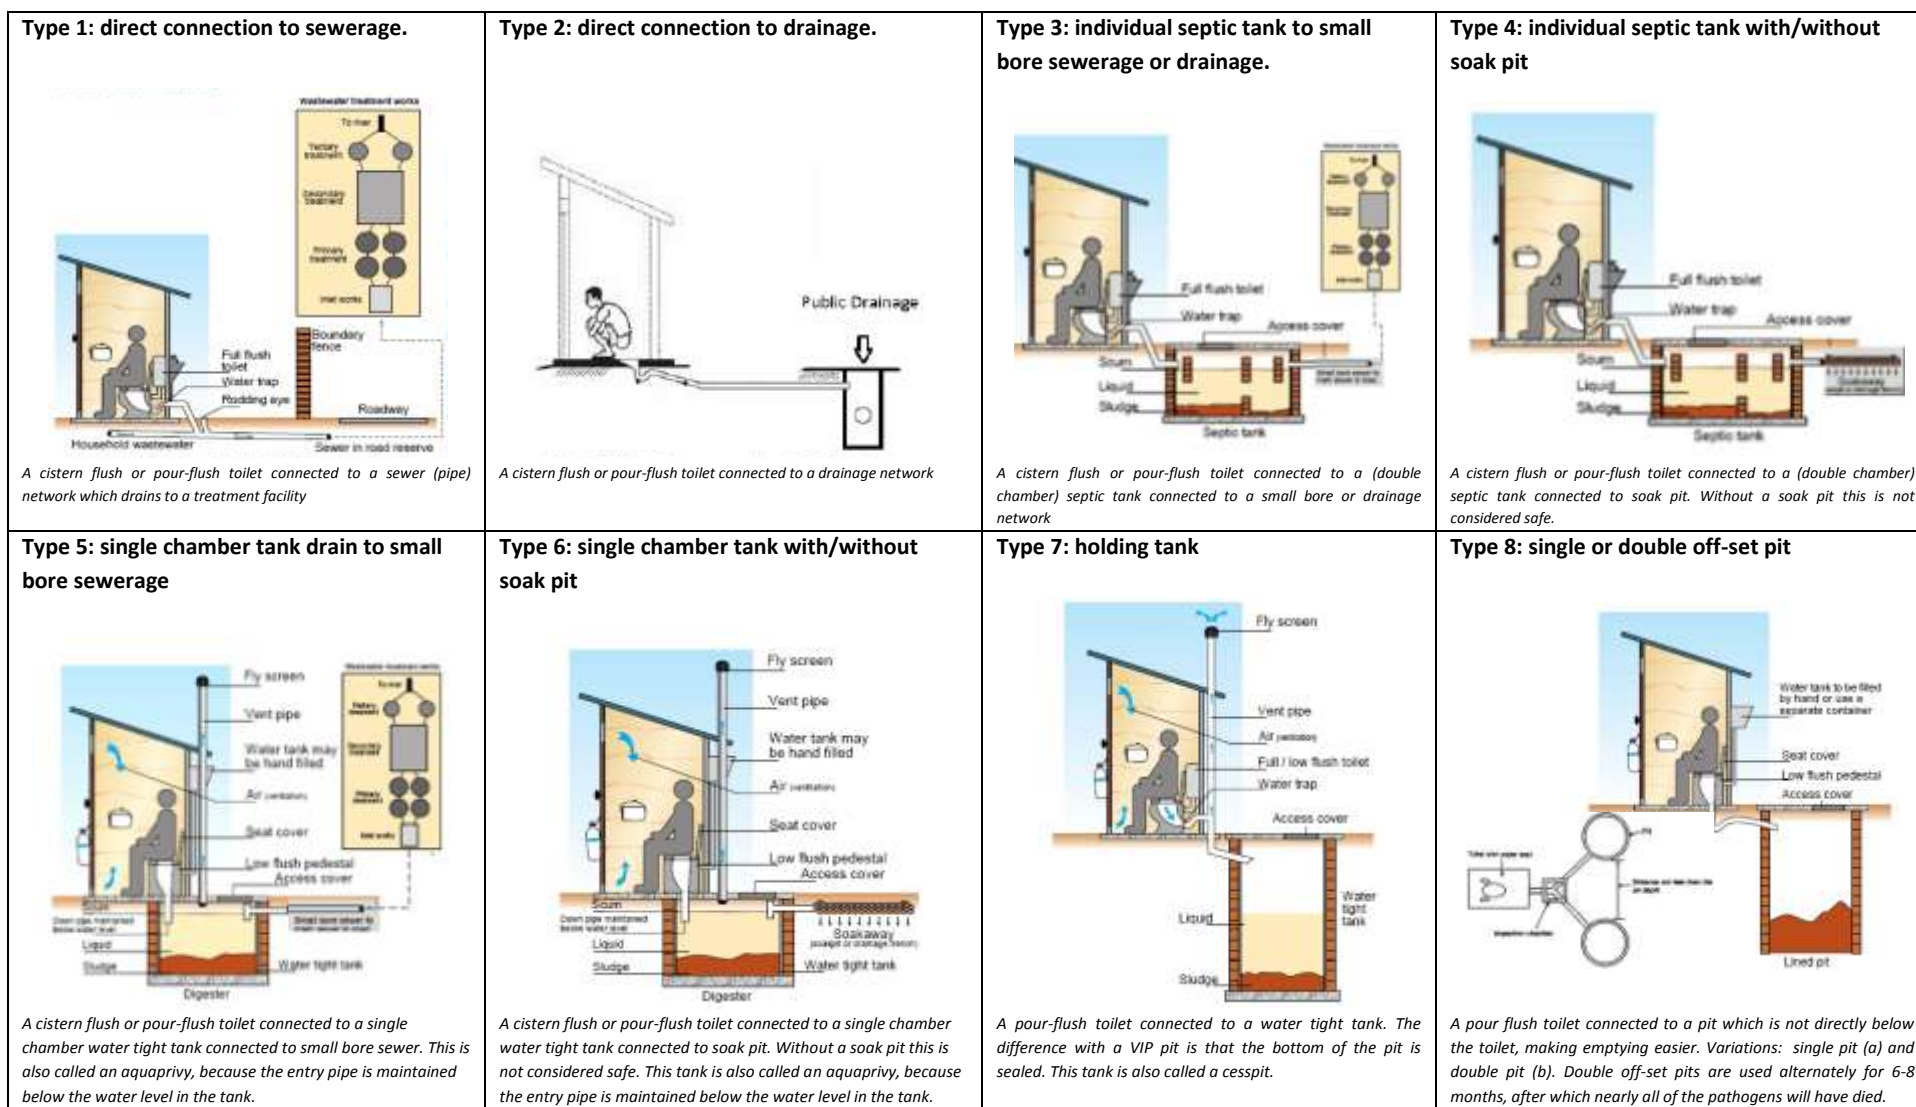 Type 1: direct connection to sewerage.
Wastewater treatment works
Tertiary
treatment
Secondary
treatment
Primary
treatment
Inlet works
Boundary
fence
Full flush
toilet
Water trap
Rodding eye
Roadway
Household wastewater
Sewer in road reserve
A cistern flush or pour-flush toilet connected to a sewer (pipe)
network which drains to a treatment facility
Type 2: direct connection to drainage.
Public Drainage
A cistern flush or pour-flush toilet connected to a drainage network
Type 3: individual septic tank to small
bore sewerage or drainage.
Full flush toilet
Water trap
Access cover
Scum
Liquid
Sludge
Septic tank
A cistern flush or pour-flush toilet connected to a (double
chamber) septic tank connected to a small bore or drainage
network
Type 4: individual septic tank with/without
soak pit
Full flush toilet
Water trap
Access cover
Scum
Liquid
Sludge
Septic tank
A cistern flush or pour-flush toilet connected to a (double chamber)
septic tank connected to soak pit. Without a soak pit this is not
considered safe.
Type 5: single chamber tank drain to small
bore sewerage
Fly screen
Vent pipe
Water tank may
be hand filled
Air (ventilation)
Seat cover
Low flush pedestal
Access cover
Scum
Down pipe maintained
below water level
Liquid
Sludge
Water tight tank
Digester
A cistern flush or pour-flush toilet connected to a single
chamber water tight tank connected to small bore sewer. This is
also called an aquaprivy, because the entry pipe is maintained
below the water level in the tank.
Type 6: single chamber tank with/without
soak pit
Fly screen
Vent pipe
Water tank may
be hand filled
Air (ventilation)
Seat cover
Low flush pedestal
Access cover
Scum
Down pipe maintained
below water level
Soakaway
(soakpit or drainage trench)
Liquid
Sludge
Water tight tank
Digester
A cistern flush or pour-flush toilet connected to a single chamber
water tight tank connected to soak pit. Without a soak pit this is
not considered safe. This tank is also called an aquaprivy, because
the entry pipe is maintained below the water level in the tank.
Type 7: holding tank
Fly screen
Vent pipe
Air (ventilation)
Full / low flush toilet
Water trap
Access cover
Water
tight
tank
Liquid
Sludge
A pour-flush toilet connected to a water tight tank. The
difference with a VIP pit is that the bottom of the pit is
sealed. This tank is also called a cesspit.
Type 8: single or double off-set pit
Water tank to be filled
by hand or use a
separate container
Seat cover
Low flush pedestal
Access cover
Pit
Lined pit
A pour flush toilet connected to a pit which is not directly below
the toilet, making emptying easier. Variations: single pit (a) and
double pit (b). Double off-set pits are used alternately for 6-8
months, after which nearly all of the pathogens will have died.